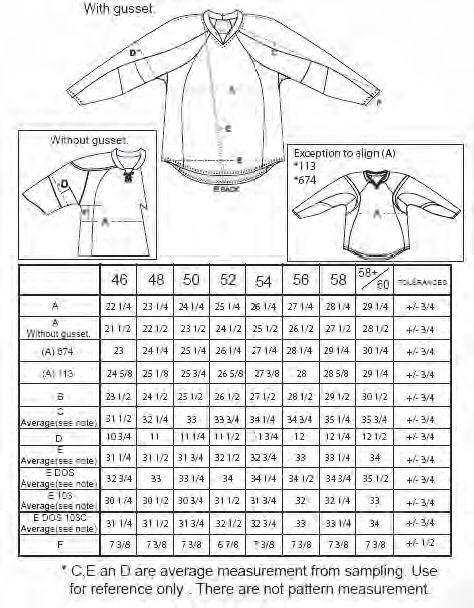 With gusset.
D
C
A
E
F
B
E BACK
Without gusset.
D
A
Exception to align (A)
*113
*674
A
46 48 50 52 54 56 58 58+/60 TOLERANCES
A 22 1/4 23 1/4 24 1/4 25 1/4 26 1/4 27 1/4 28 1/4 29 1/4 +/- 3/4
A
Without gusset. 21 1/2 22 1/2 23 1/2 24 1/2 25 1/2 26 1/2 27 1/2 28 1/2 +/- 3/4
(A) 674 23 24 1/4 25 1/4 26 1/4 27 1/4 28 1/4 29 1/4 30 1/4 +/- 3/4
(A) 113 24 5/8 25 1/8 25 3/4 26 5/8 27 3/8 28 28 5/8 29 1/4 +/- 3/4
B 23 1/2 24 1/2 25 1/2 26 1/2 27 1/2 28 1/2 29 1/2 30 1/2 +/- 3/4
C
Average(see note) 31 1/2 32 1/4 33 33 3/4 34 1/4 34 3/4 35 1/4 35 3/4 +/- 3/4
D 10 3/4 11 11 1/4 11 1/2 11 3/4 12 12 1/4 12 1/2 +/- 3/4
E
Average(see note) 31 1/4 31 1/2 31 3/4 32 1/2 32 3/4 33 33 1/4 34 +/- 3/4
E DOS
Average(see note) 32 3/4 33 33 1/2 34 34 1/4 34 1/2 34 3/4 35 1/2 +/- 3/4
E 103
Average(see note) 30 1/4 30 1/2 30 3/4 31 1/2 31 3/4 32 32 1/4 33 +/- 3/4
E DOS 103C
Average(see note) 31 1/4 31 1/2 31 3/4 32 1/2 32 3/4 33 33 1/4 34 +/- 3/4
F 7 3/8 7 3/8 7 3/8 6 7/8 7 3/8 7 3/8 7 3/8 7 3/8 +/- 1/2
* C,E an D are average measurement from sampling. Use
for reference only . There are not pattern measurement.